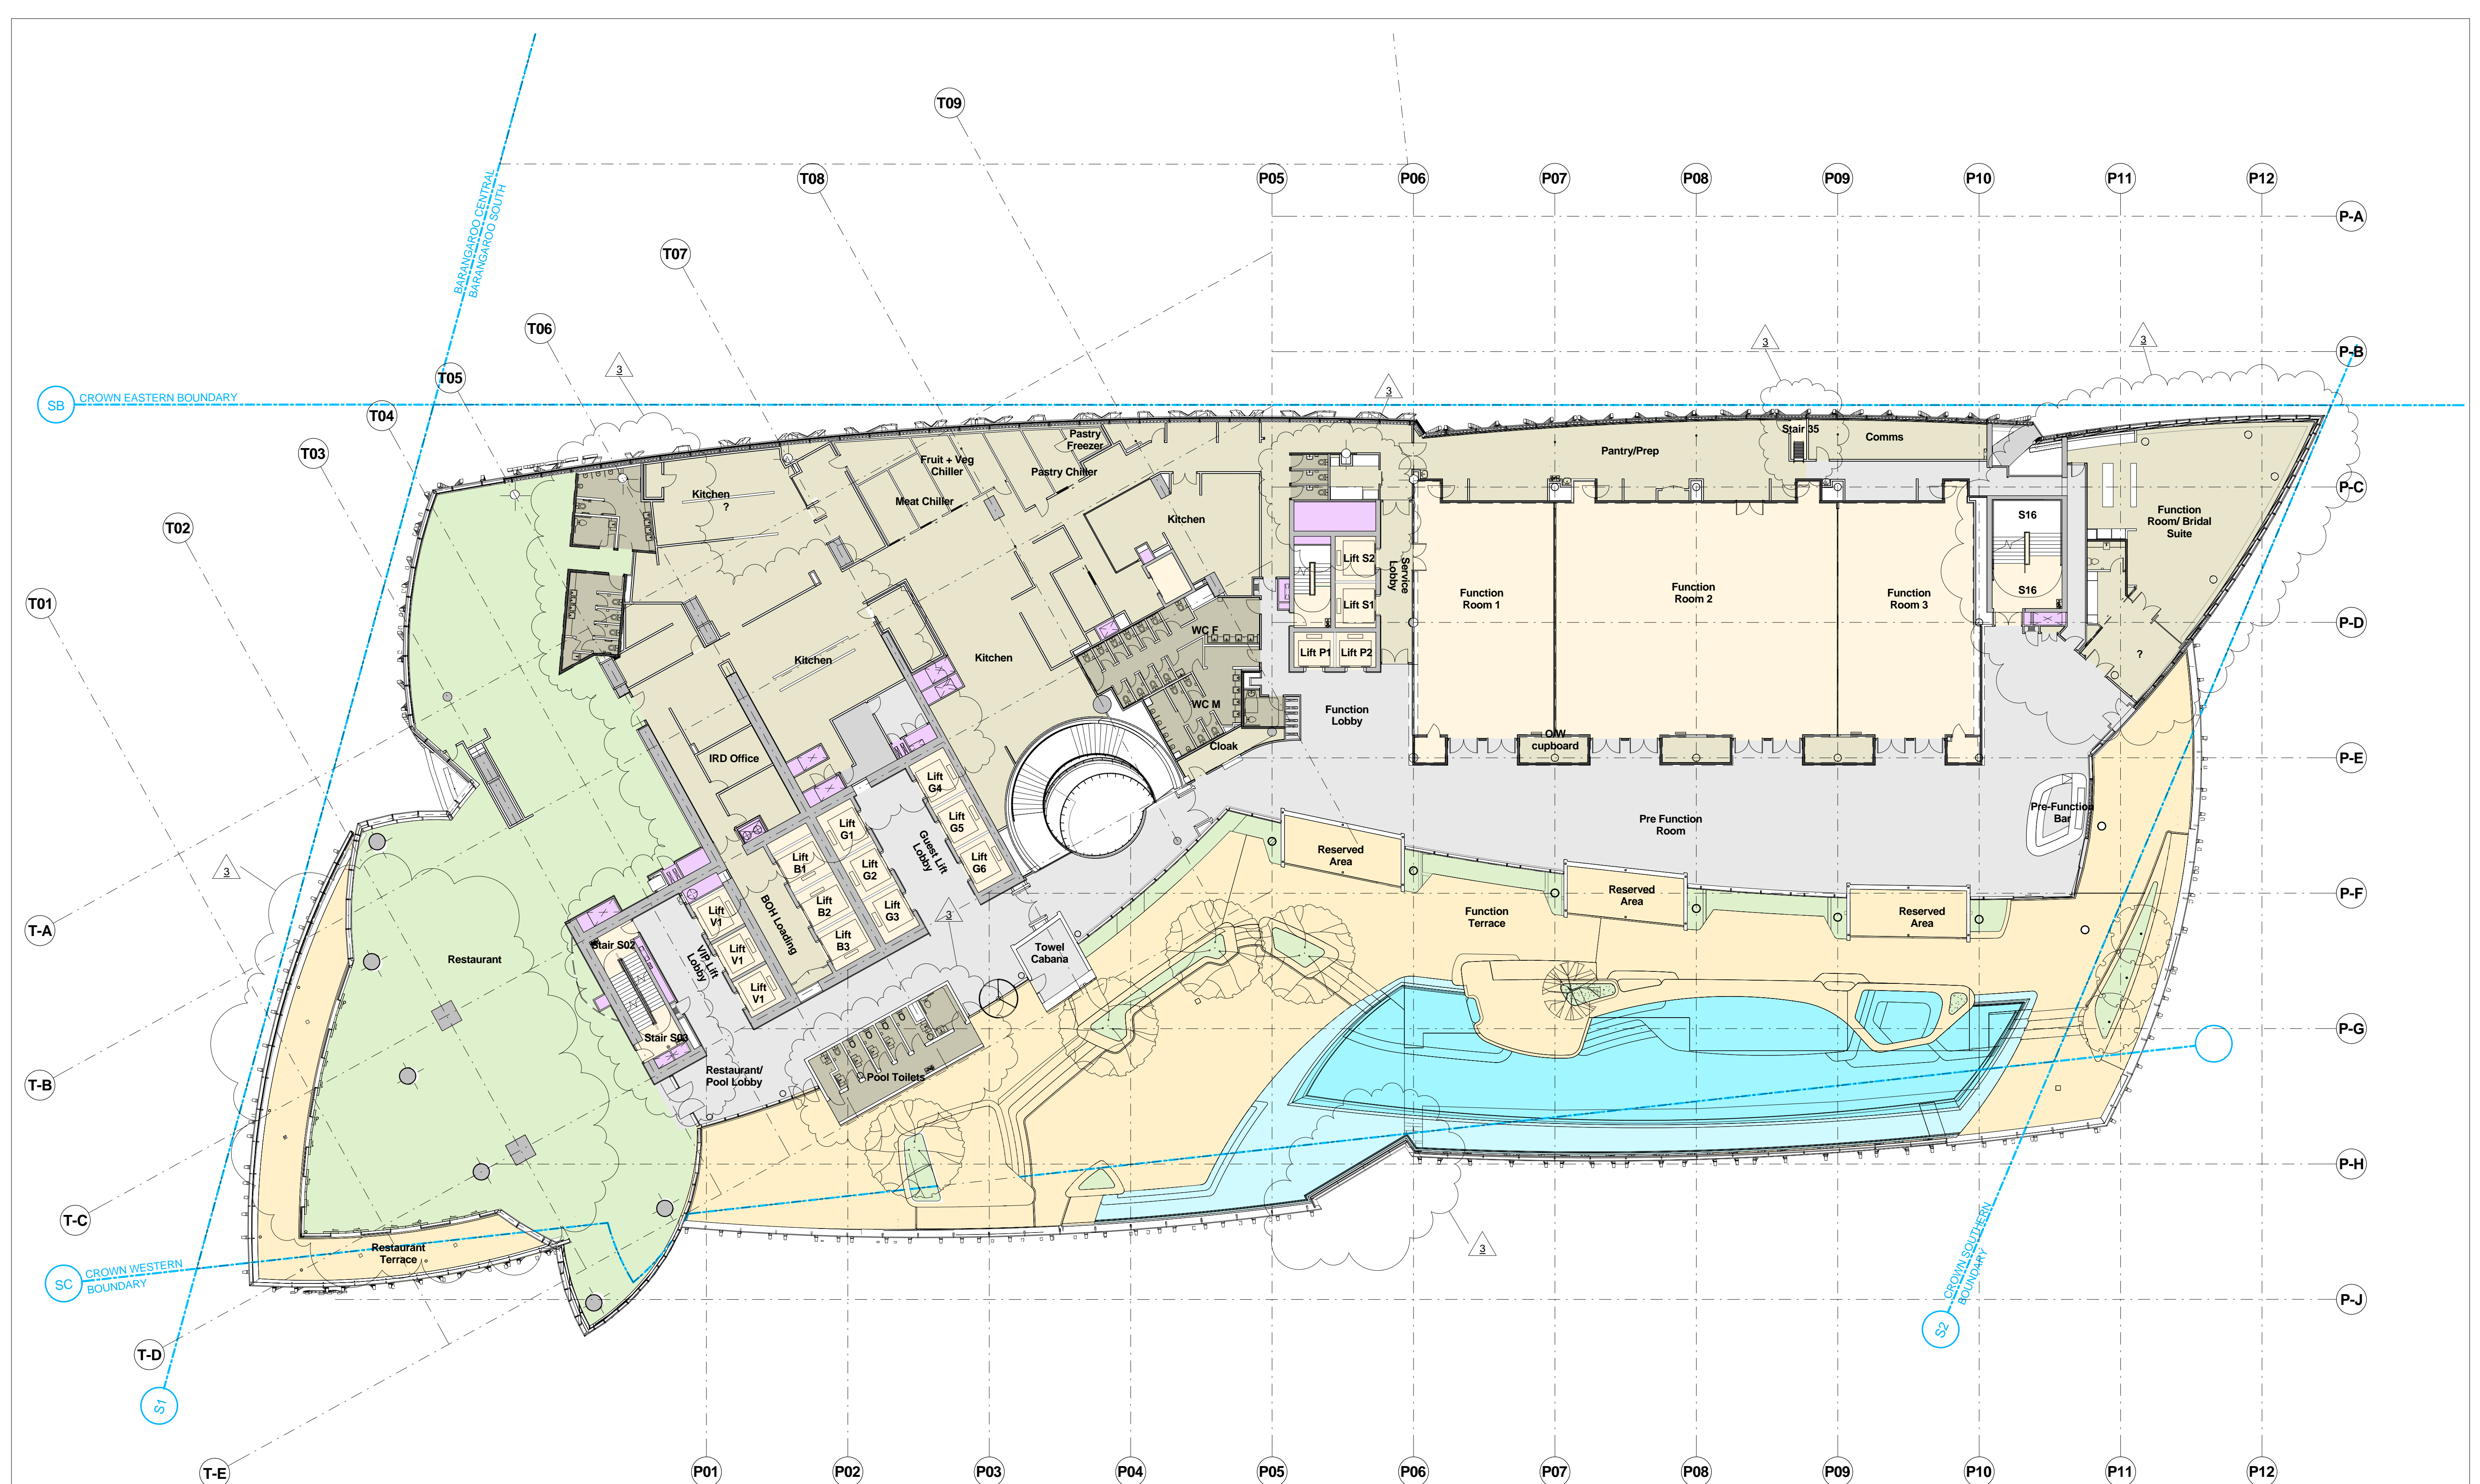 T09
T08
P05
P06
P07
P08
P09
P10
P11
P12
P-A
BARANGAROO CENTRAL
BARANGAROO SOUTH
T07
T06
3
3
3
P-B
T05
3
SB
CROWN EASTERN BOUNDARY
T04
T03
T02
T01
Pastry
Freezer
Fruit + Veg
Chiller
Pastry Chiller
Meat Chiller
Kitchen
?
Kitchen
Pantry/Prep
Stair 35
Comms
P-C
Function
Room/ Bridal
Suite
S16
S16
Lift S2
Lift S1
Service
Lobby
Function
Room 1
Function
Room 2
Function
Room 3
P-D
WC F
Lift P1
Lift P2
?
Kitchen
Kitchen
WC M
Function
Lobby
Cloak
O/W
cupboard
P-E
IRD Office
Lift
G4
Lift
G5
Lift
G6
Guest Lift
Lobby
Lift
G1
Lift
G2
Lift
G3
Lift
B1
Lift
B2
Lift
B3
BOH Loading
Pre Function
Room
Pre-Function
Bar
Reserved
Area
Reserved
Area
Reserved
Area
P-F
3
3
Function
Terrace
T-A
Restaurant
Stair S02
VIP Lift
Lobby
Lift
V1
Lift
V1
Lift
V1
Towel
Cabana
Stair S03
P-G
Restaurant/
Pool Lobby
Pool Toilets
T-B
P-H
T-C
Restaurant
Terrace
3
SC
CROWN WESTERN
BOUNDARY
CROWN SOUTHERN
BOUNDARY
S2
P-J
T-D
S1
T-E
P01
P02
P03
P04
P05
P06
P07
P08
P09
P10
P11
P12